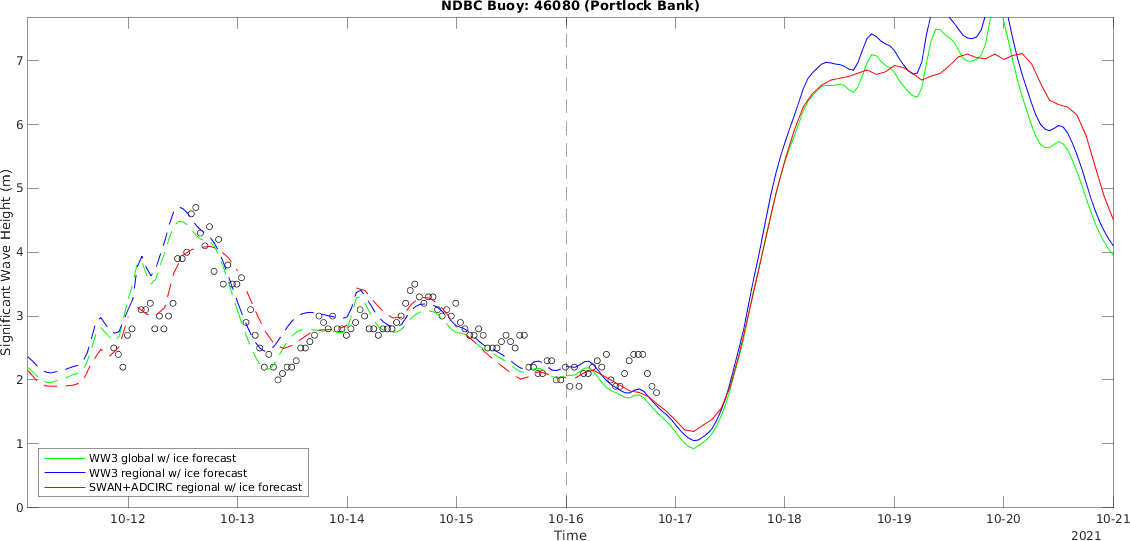 NDBC Buoy: 46080 (Portlock Bank)
Significant Wave Height (m)
7
6
5
4
3
2
1
0
WW3 global w/ ice forecast
WW3 regional w/ ice forecast
SWAN+ADCIRC regional w/ ice forecast
10-12 10-13 10-14 10-15 10-16 10-17 10-18 10-19 10-20 10-21
Time
2021